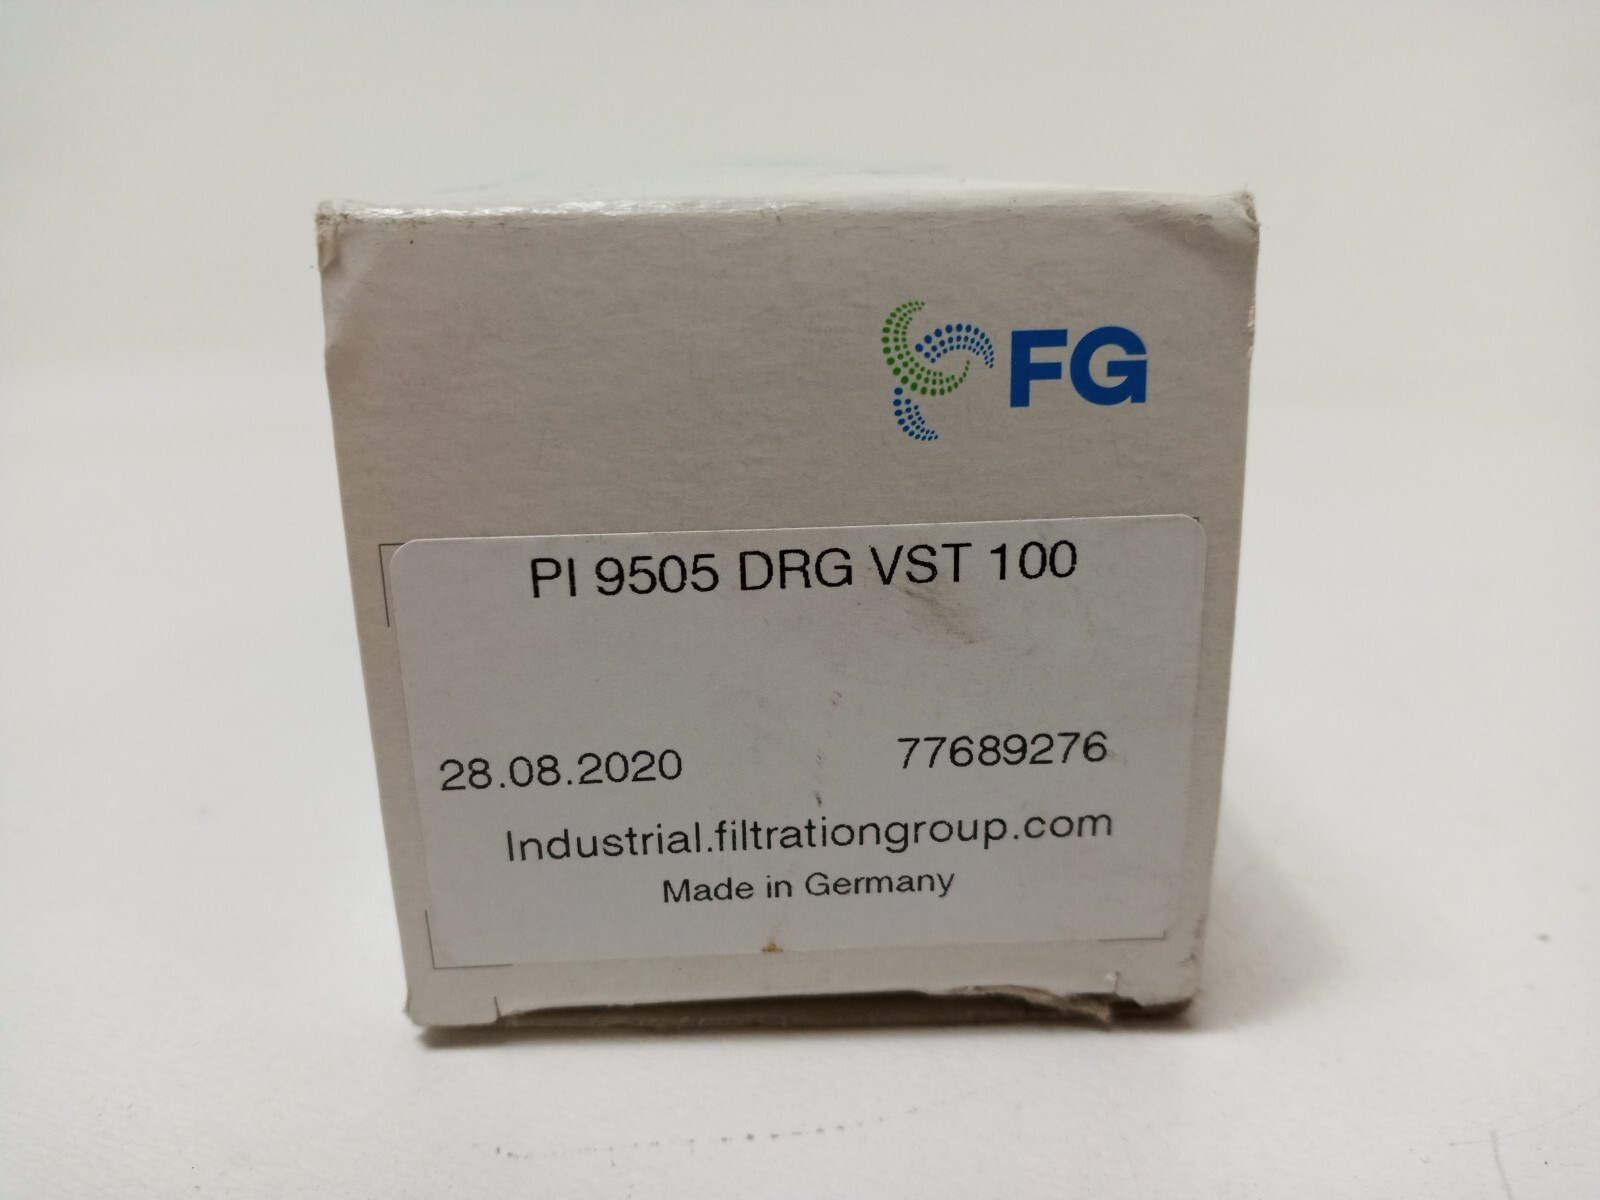 FG
PI 9505 DRG VST 100
28.08.2020 77689276
Industrial.filtrationgroup.com
Made in Germany